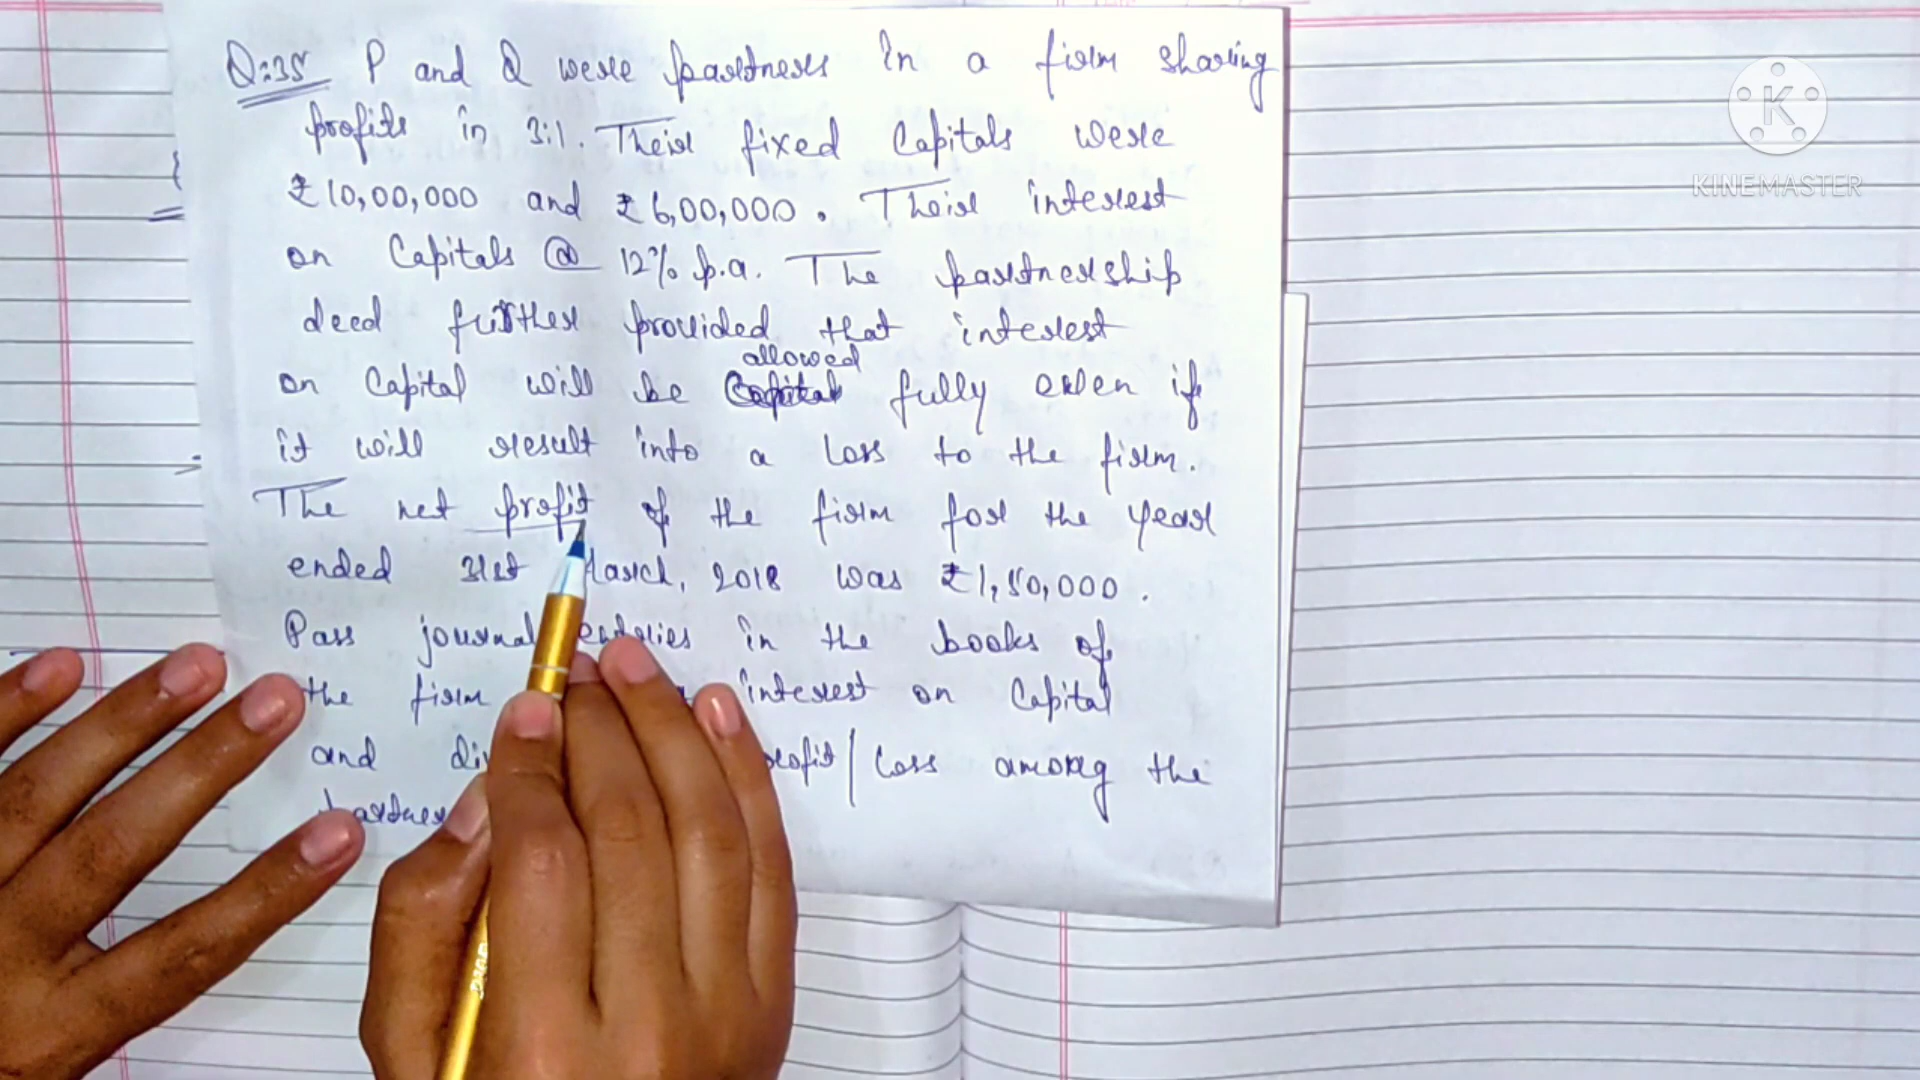 Q:35 P and Q were partners in a firm sharing
profits in 3:1. Their fixed Capitals were
₹10,00,000 and ₹6,00,000. Their interest
on Capitals @ 12% p.a. The partnership
deed further provided that interest
allowed
on Capital will be fully even if
it will result into a loss to the firm.
The net profit of the firm for the year
ended 31st March, 2018 was ₹1,50,000.
Pass journal entries in the books of
the firm interest on Capital
and profit/loss among the
K
KINEMASTER